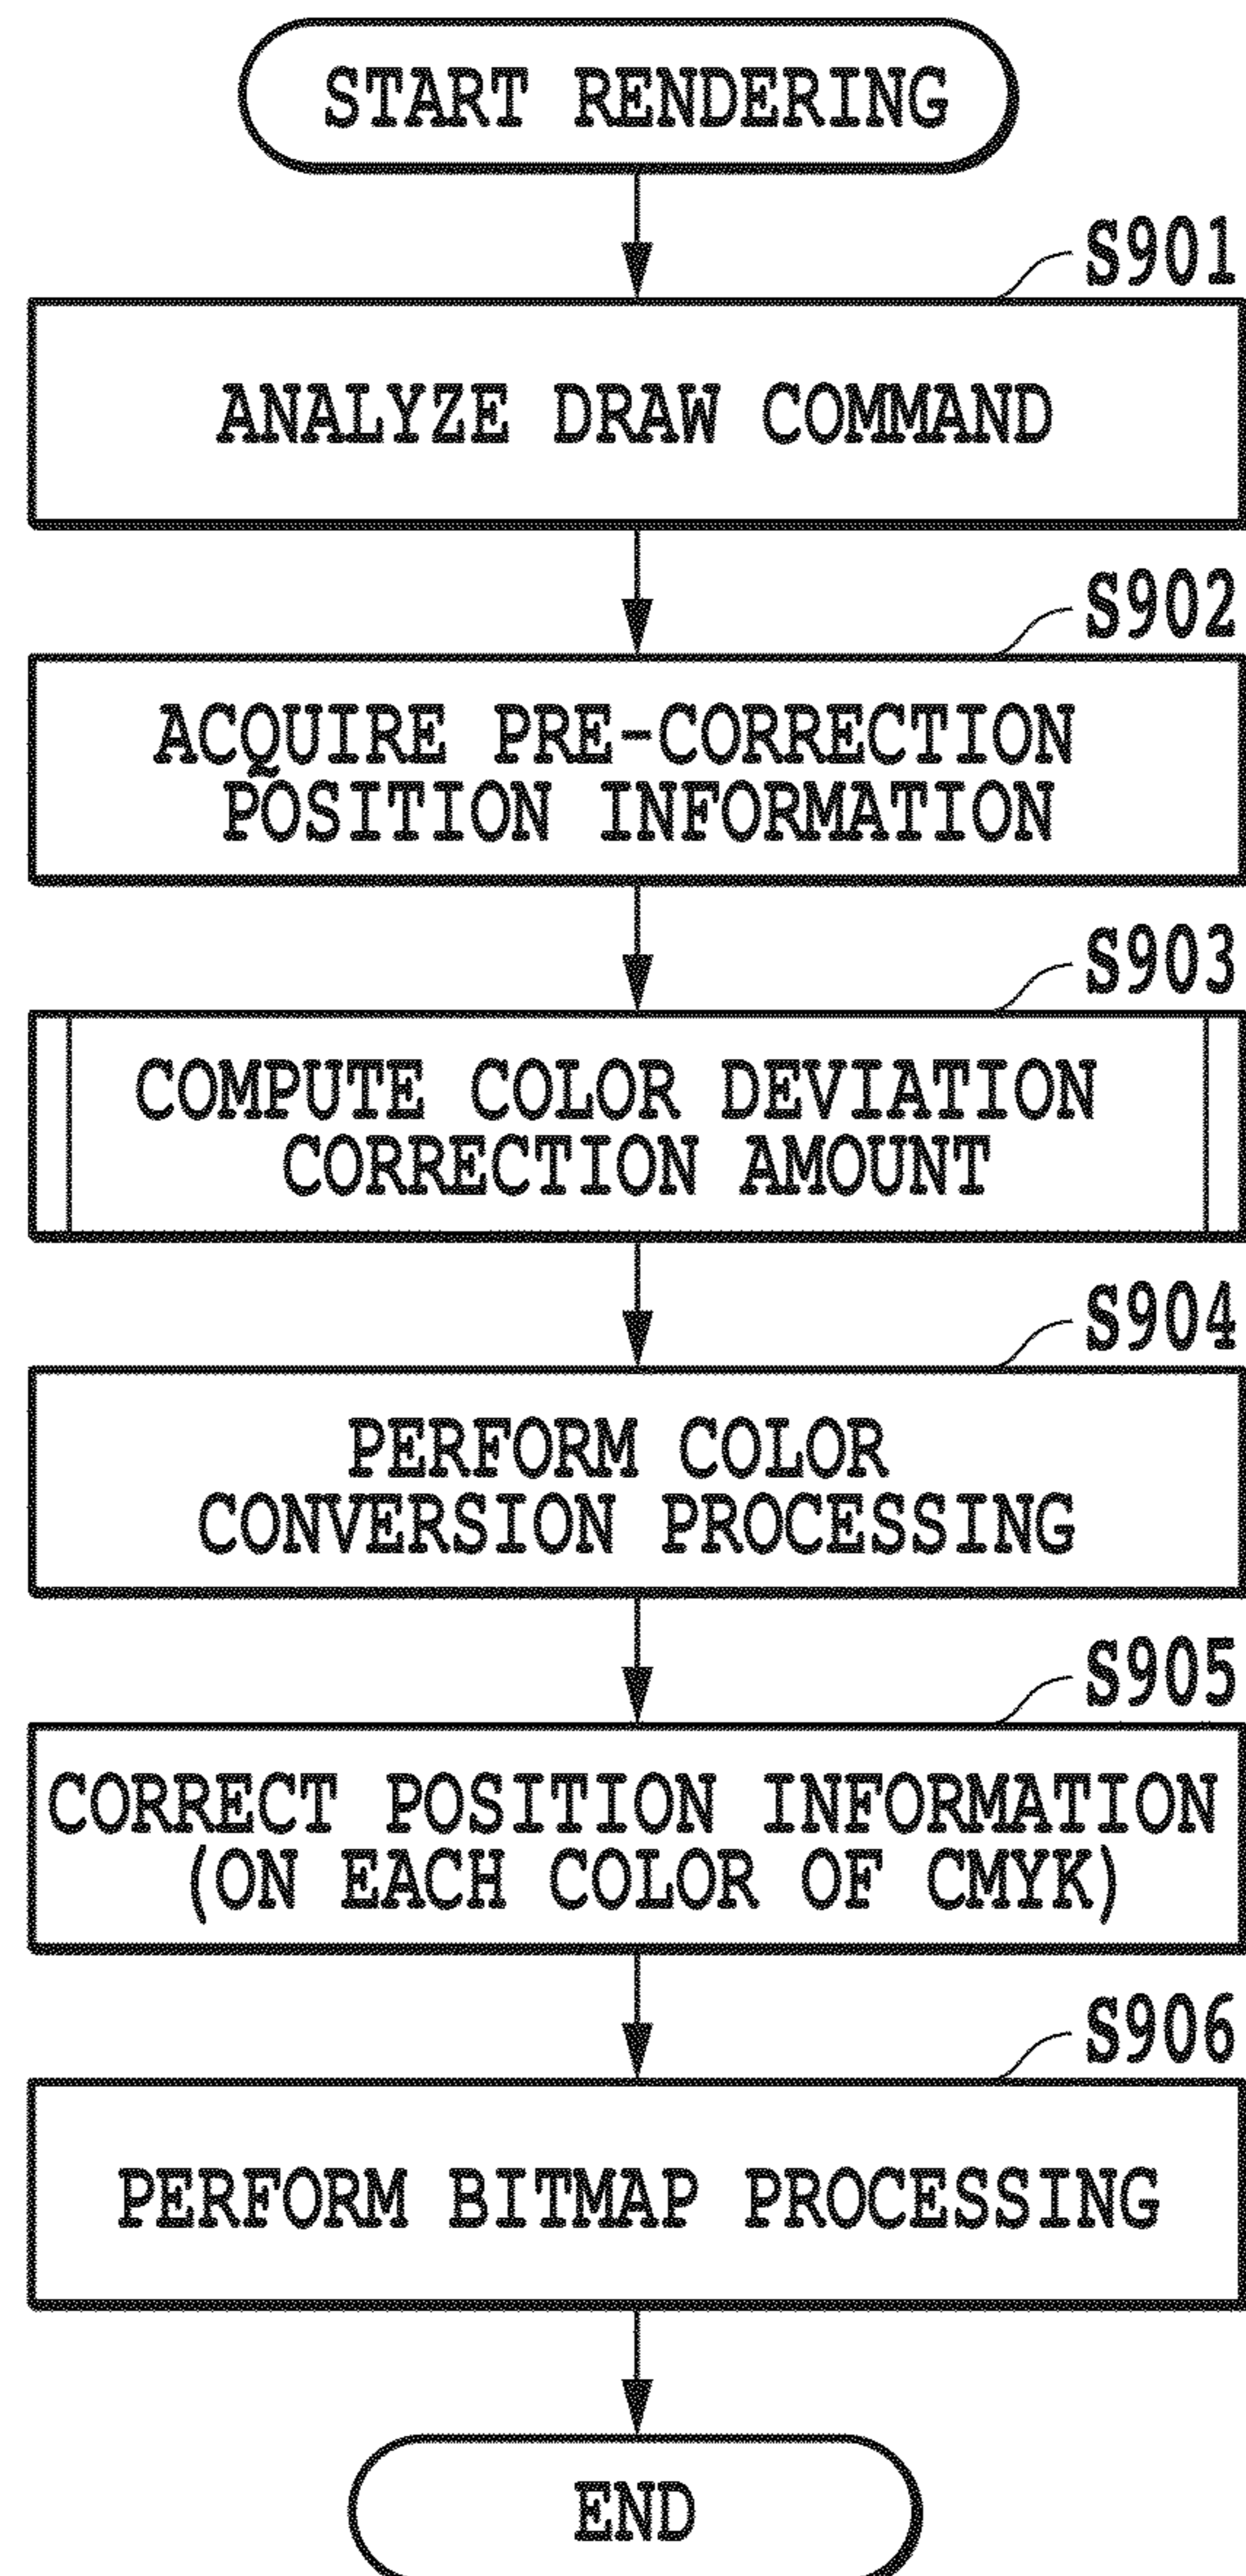 START RENDERING
S901
ANALYZE DRAW COMMAND
S902
ACQUIRE PRE-CORRECTION
POSITION INFORMATION
S903
COMPUTE COLOR DEVIATION
CORRECTION AMOUNT
S904
PERFORM COLOR
CONVERSION PROCESSING
S905
CORRECT POSITION INFORMATION
(ON EACH COLOR OF CMYK)
S906
PERFORM BITMAP PROCESSING
END